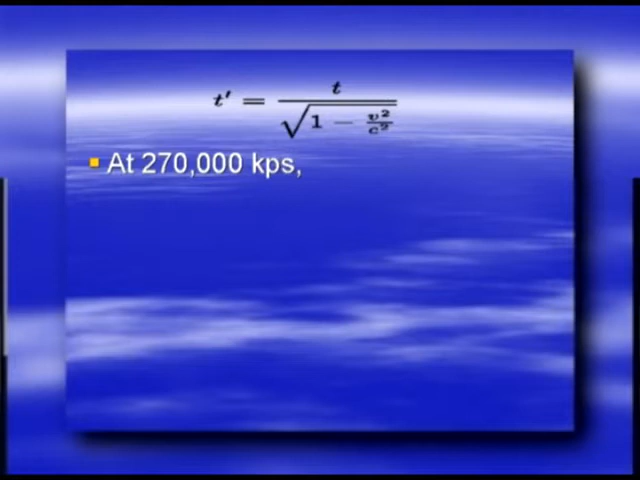 t′ = t / √(1 − v²/c²)
At 270,000 kps,